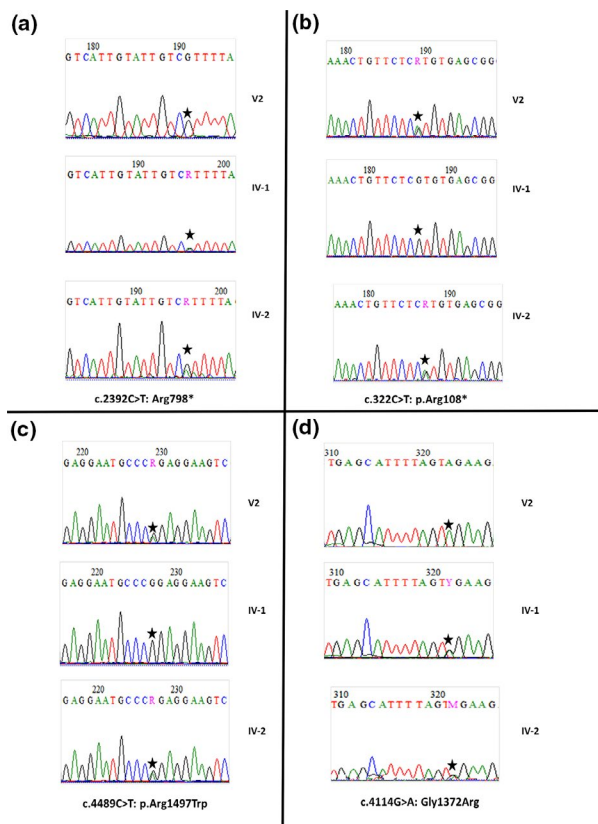 (a)
180 190
GTCATTGTATTGTCGTTTTA
V2
190 200
GTCATTGTATTGTCRTTTTA
IV-1
190 200
GTCATTGTATTGTCRTTTTA
IV-2
c.2392C>T: Arg798*
(b)
180 190
AAACTGTTCTCRTGTGAGCGG
V2
180 190
AAACTGTTCTCGTGTGAGCGG
IV-1
180 190
AAACTGTTCTCRTGTGAGCGG
IV-2
c.322C>T: p.Arg108*
(c)
220 230
GAGGAATGCCCRGAGGAAGTC
V2
220 230
GAGGAATGCCCGGAGGAAGTC
IV-1
220 230
GAGGAATGCCCRGAGGAAGTC
IV-2
c.4489C>T: p.Arg1497Trp
(d)
310 320
TGAGCATTTTAGTAGAAG
V2
310 320
TGAGCATTTTAGTYGAAG
IV-1
310 320
TGAGCATTTTAGTMGAAG
IV-2
c.4114G>A: Gly1372Arg